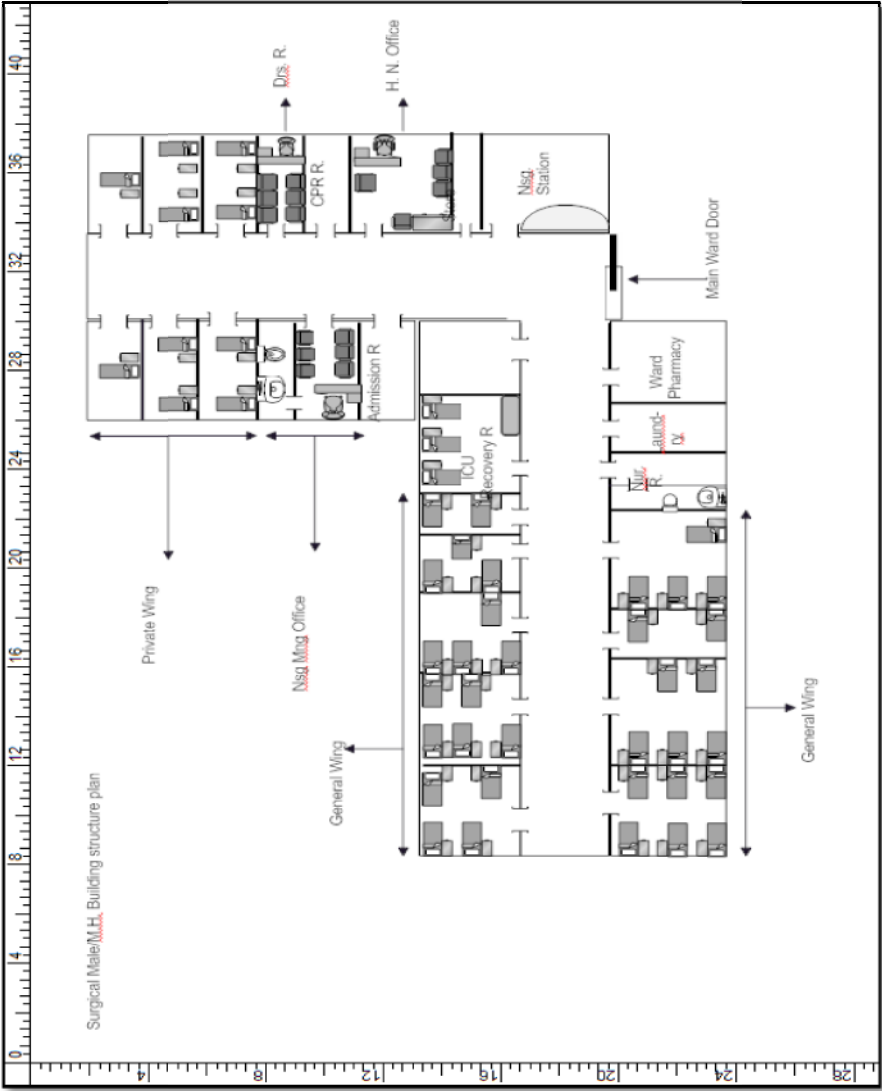 Surgical Male/M.H. Building structure plan
Private Wing
Nsg Mng Office
General Wing
General Wing
Drs. R.
H. N. Office
CPR R.
Nsg.
Station
Main Ward Door
Admission R
ICU
Recovery R
Ward
Pharmacy
Laund-
ry.
Nur.
R.
0
4
8
12
16
20
24
28
32
36
40
4
8
12
16
20
24
28